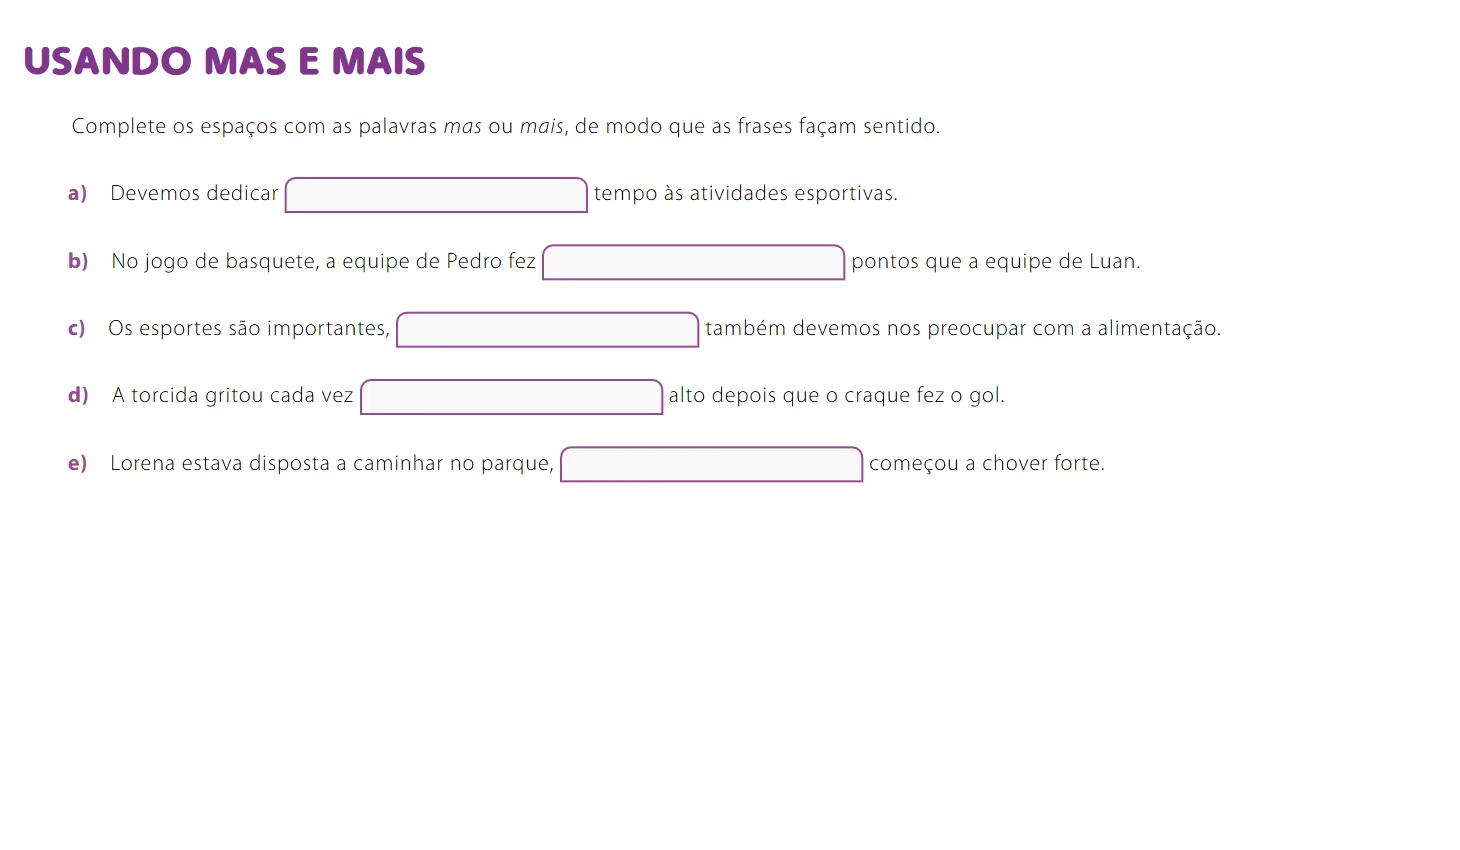 USANDO MAS E MAIS
Complete os espaços com as palavras mas ou mais, de modo que as frases façam sentido.
a) Devemos dedicar tempo às atividades esportivas.
b) No jogo de basquete, a equipe de Pedro fez pontos que a equipe de Luan.
c) Os esportes são importantes, também devemos nos preocupar com a alimentação.
d) A torcida gritou cada vez alto depois que o craque fez o gol.
e) Lorena estava disposta a caminhar no parque, começou a chover forte.